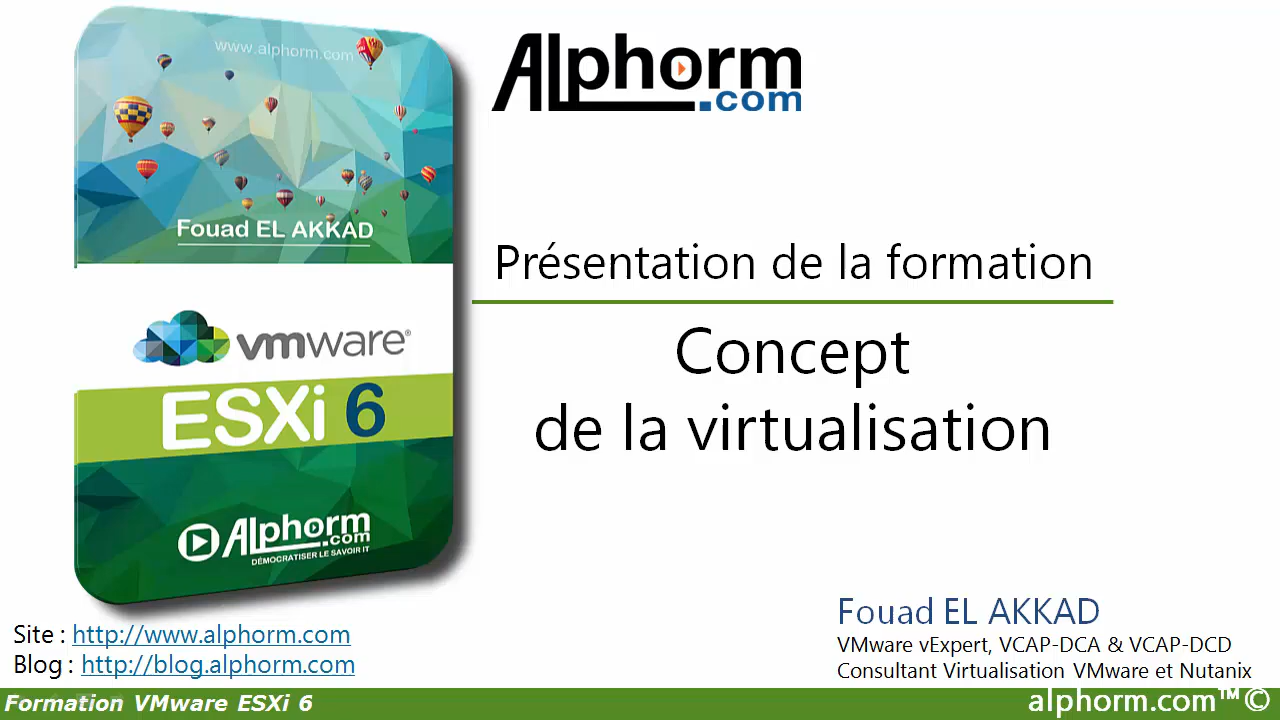 www.alphorm.com
Fouad EL AKKAD
vmware®
ESXi 6
Alphorm
.com
DÉMOCRATISER LE SAVOIR IT
Alphorm
.com
Présentation de la formation
Concept
de la virtualisation
Site : http://www.alphorm.com
Blog : http://blog.alphorm.com
Fouad EL AKKAD
VMware vExpert, VCAP-DCA & VCAP-DCD
Consultant Virtualisation VMware et Nutanix
Formation VMware ESXi 6
alphorm.com™©